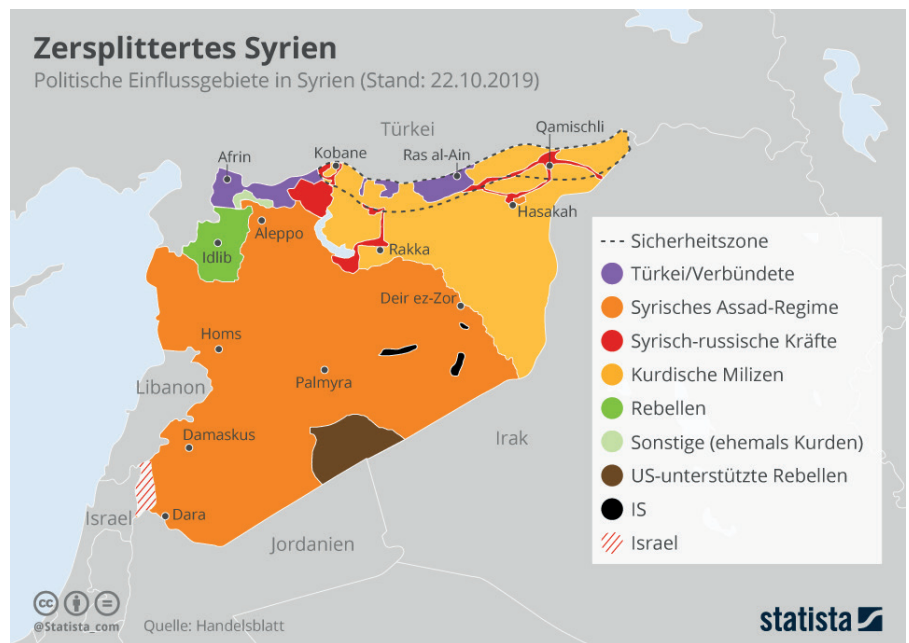 Zersplittertes Syrien
Politische Einflussgebiete in Syrien (Stand: 22.10.2019)
Türkei
Afrin
Kobane
Ras al-Ain
Qamischli
Hasakah
Aleppo
Idlib
Rakka
Deir ez-Zor
Homs
Palmyra
Libanon
Damaskus
Irak
Israel
Dara
Jordanien
Sicherheitszone
Türkei/Verbündete
Syrisches Assad-Regime
Syrisch-russische Kräfte
Kurdische Milizen
Rebellen
Sonstige (ehemals Kurden)
US-unterstützte Rebellen
IS
Israel
cc
@Statista_com
Quelle: Handelsblatt
statista